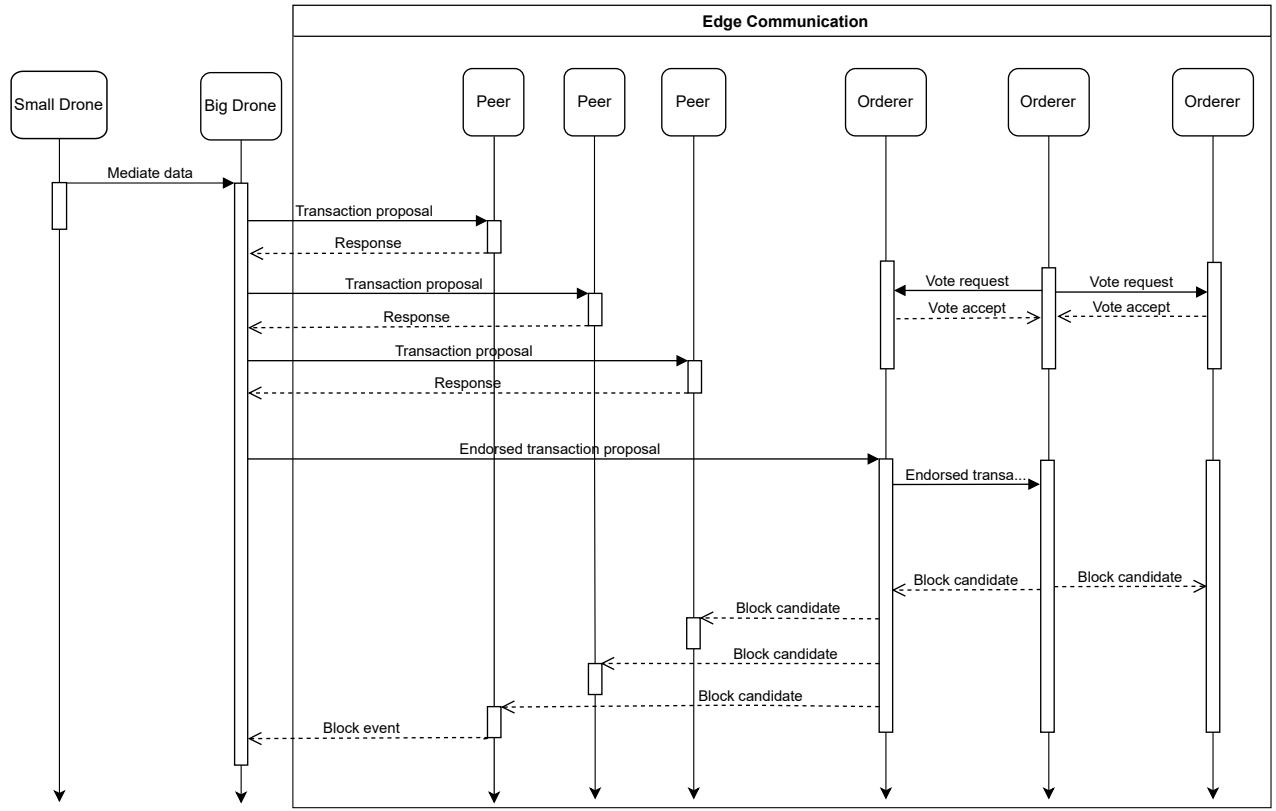 Edge Communication
Small Drone
Big Drone
Peer
Peer
Peer
Orderer
Orderer
Orderer
Mediate data
Transaction proposal
Response
Transaction proposal
Response
Transaction proposal
Response
Vote request
Vote request
Vote accept
Vote accept
Endorsed transaction proposal
Endorsed transa...
Block candidate
Block candidate
Block candidate
Block candidate
Block candidate
Block event